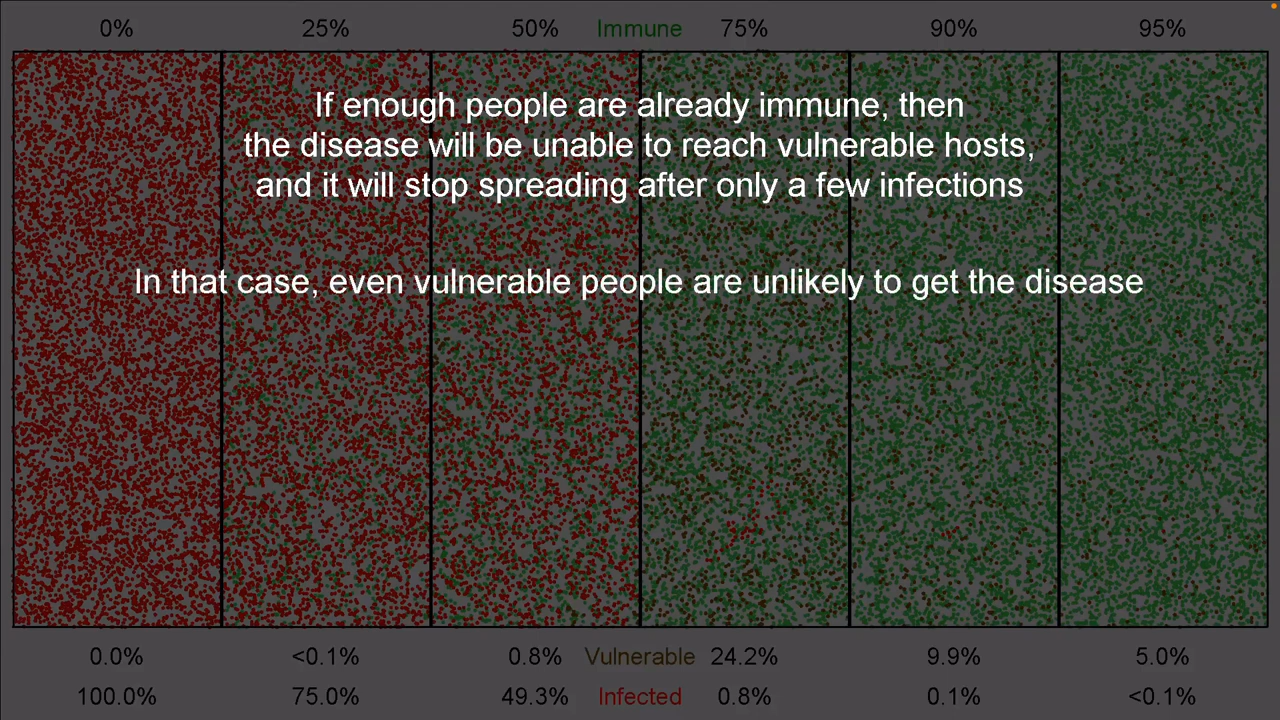 0% 25% 50% Immune 75% 90% 95%
If enough people are already immune, then
the disease will be unable to reach vulnerable hosts,
and it will stop spreading after only a few infections
In that case, even vulnerable people are unlikely to get the disease
0.0% <0.1% 0.8% Vulnerable 24.2% 9.9% 5.0%
100.0% 75.0% 49.3% Infected 0.8% 0.1% <0.1%